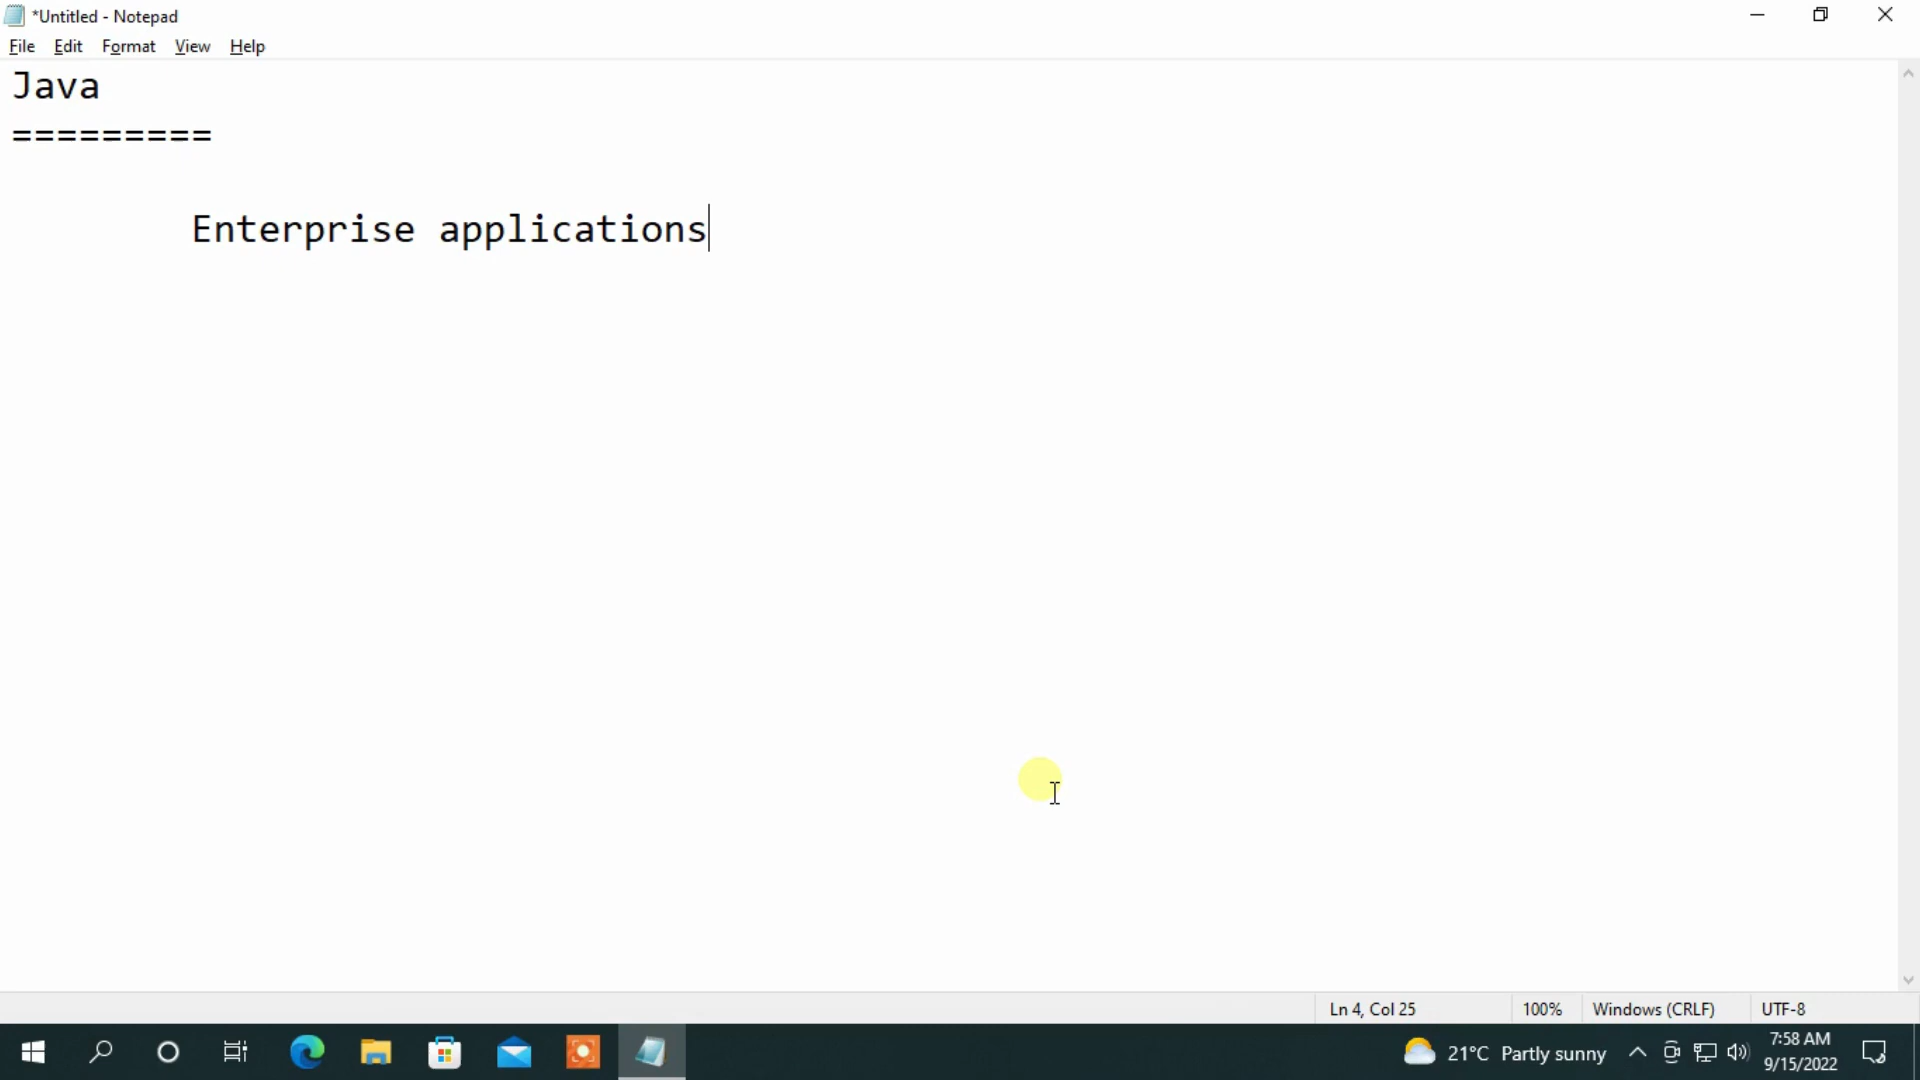 *Untitled - Notepad
File Edit Format View Help
Java
=========
Enterprise applications
Ln 4, Col 25 100% Windows (CRLF) UTF-8
21°C Partly sunny 7:58 AM
9/15/2022